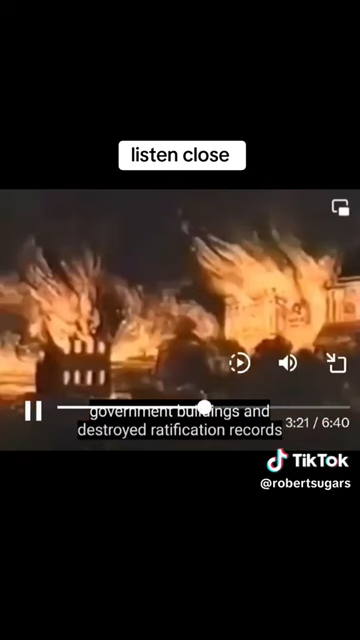 listen close
government buildings and
destroyed ratification records
3:21 / 6:40
TikTok
@robertsugars